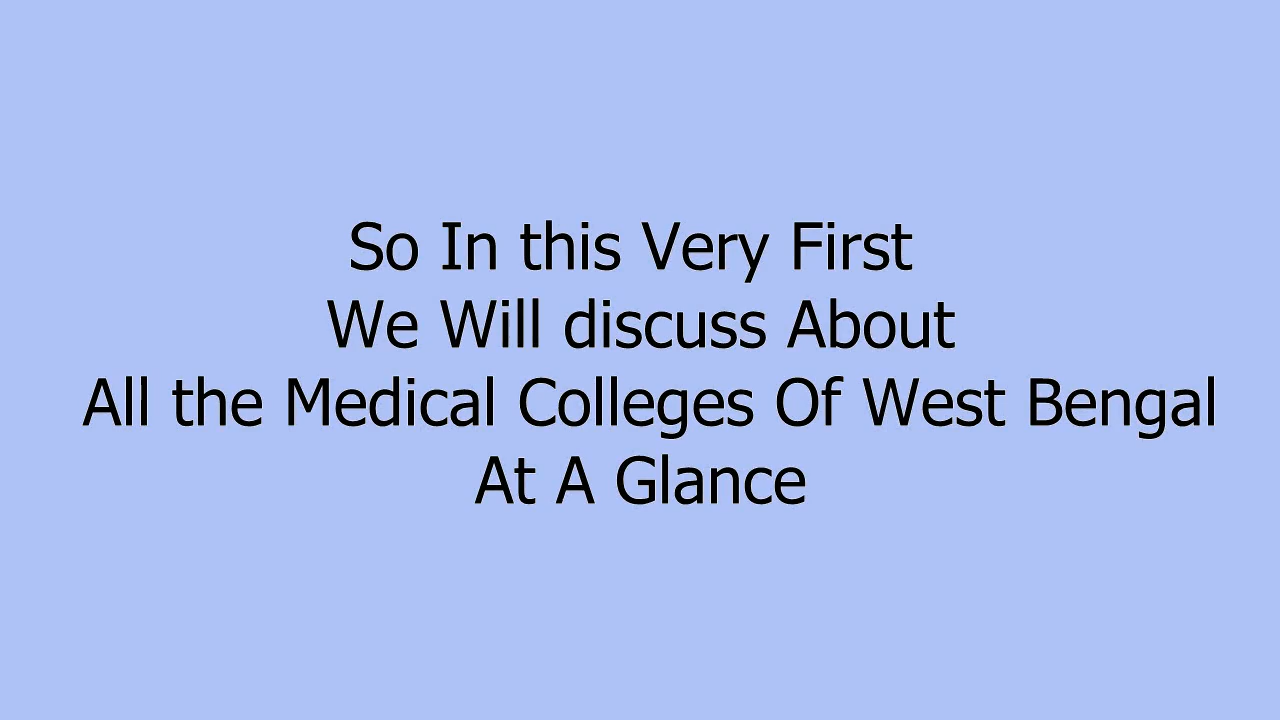 So In this Very First
We Will discuss About
All the Medical Colleges Of West Bengal
At A Glance